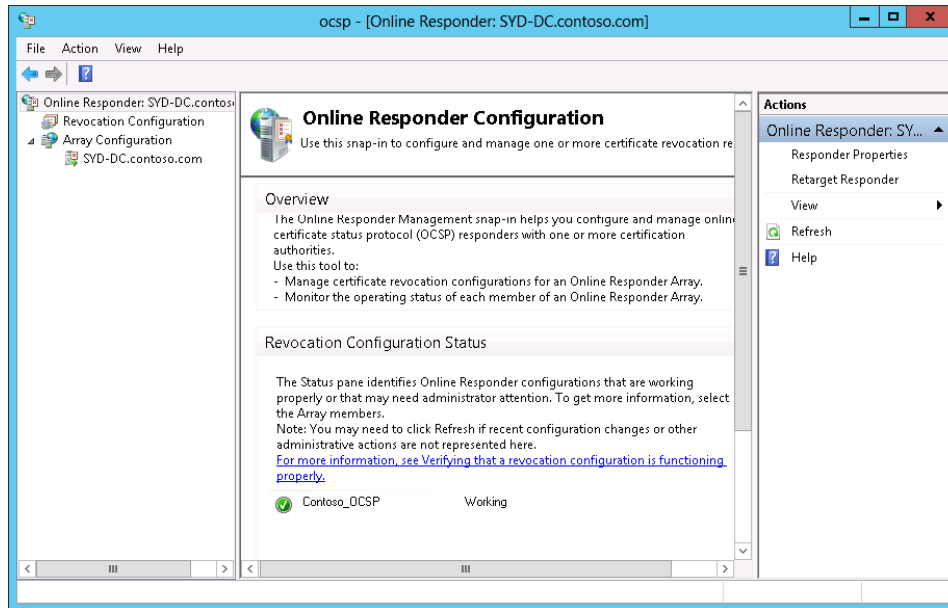 ocsp - [Online Responder: SYD-DC.contoso.com]
File Action View Help
Online Responder: SYD-DC.contos
Revocation Configuration
Array Configuration
SYD-DC.contoso.com
Online Responder Configuration
Use this snap-in to configure and manage one or more certificate revocation re
Overview
The Online Responder Management snap-in helps you configure and manage onlin
certificate status protocol (OCSP) responders with one or more certification
authorities.
Use this tool to:
- Manage certificate revocation configurations for an Online Responder Array.
- Monitor the operating status of each member of an Online Responder Array.
Revocation Configuration Status
The Status pane identifies Online Responder configurations that are working
properly or that may need administrator attention. To get more information, select
the Array members.
Note: You may need to click Refresh if recent configuration changes or other
administrative actions are not represented here.
For more information, see Verifying that a revocation configuration is functioning
properly.
Contoso_OCSP Working
Actions
Online Responder: SY...
Responder Properties
Retarget Responder
View
Refresh
Help